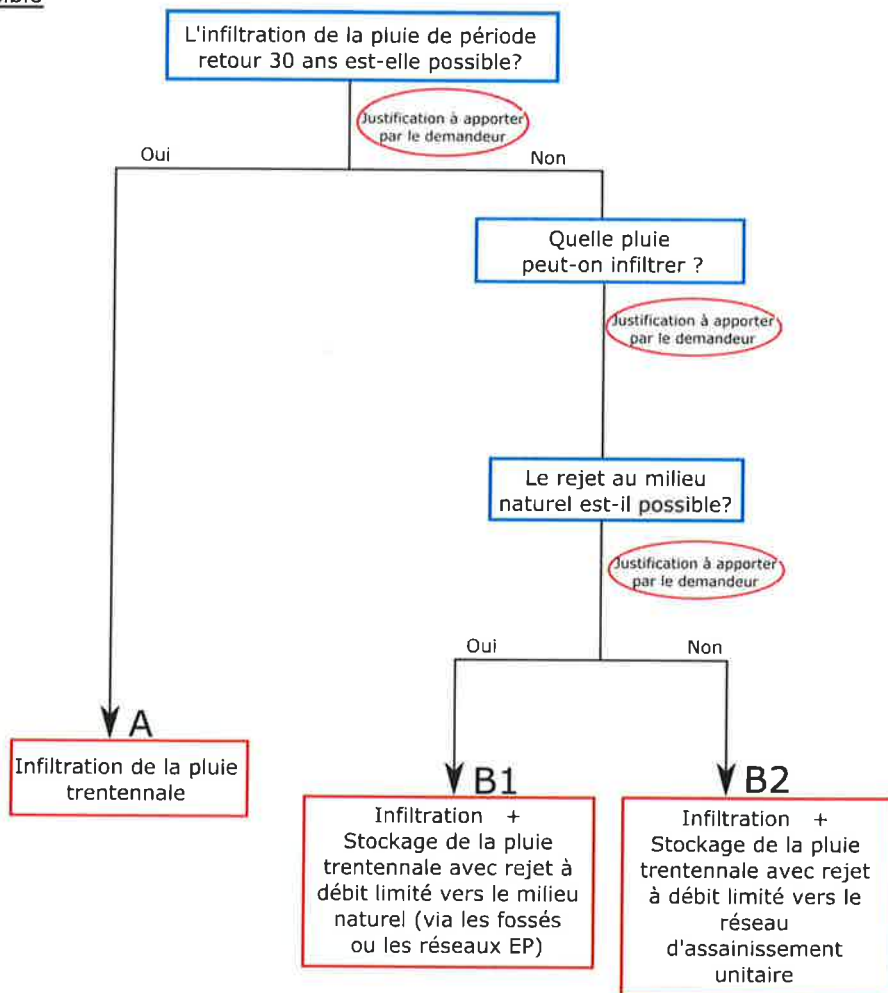 L'infiltration de la pluie de période
retour 30 ans est-elle possible?
Justification à apporter
par le demandeur
Oui
Non
Quelle pluie
peut-on infiltrer ?
Justification à apporter
par le demandeur
Le rejet au milieu
naturel est-il possible?
Justification à apporter
par le demandeur
Oui
Non
A
Infiltration de la pluie
trentennale
B1
Infiltration +
Stockage de la pluie
trentennale avec rejet à
débit limité vers le milieu
naturel (via les fossés
ou les réseaux EP)
B2
Infiltration +
Stockage de la pluie
trentennale avec rejet
à débit limité vers le
réseau
d'assainissement
unitaire